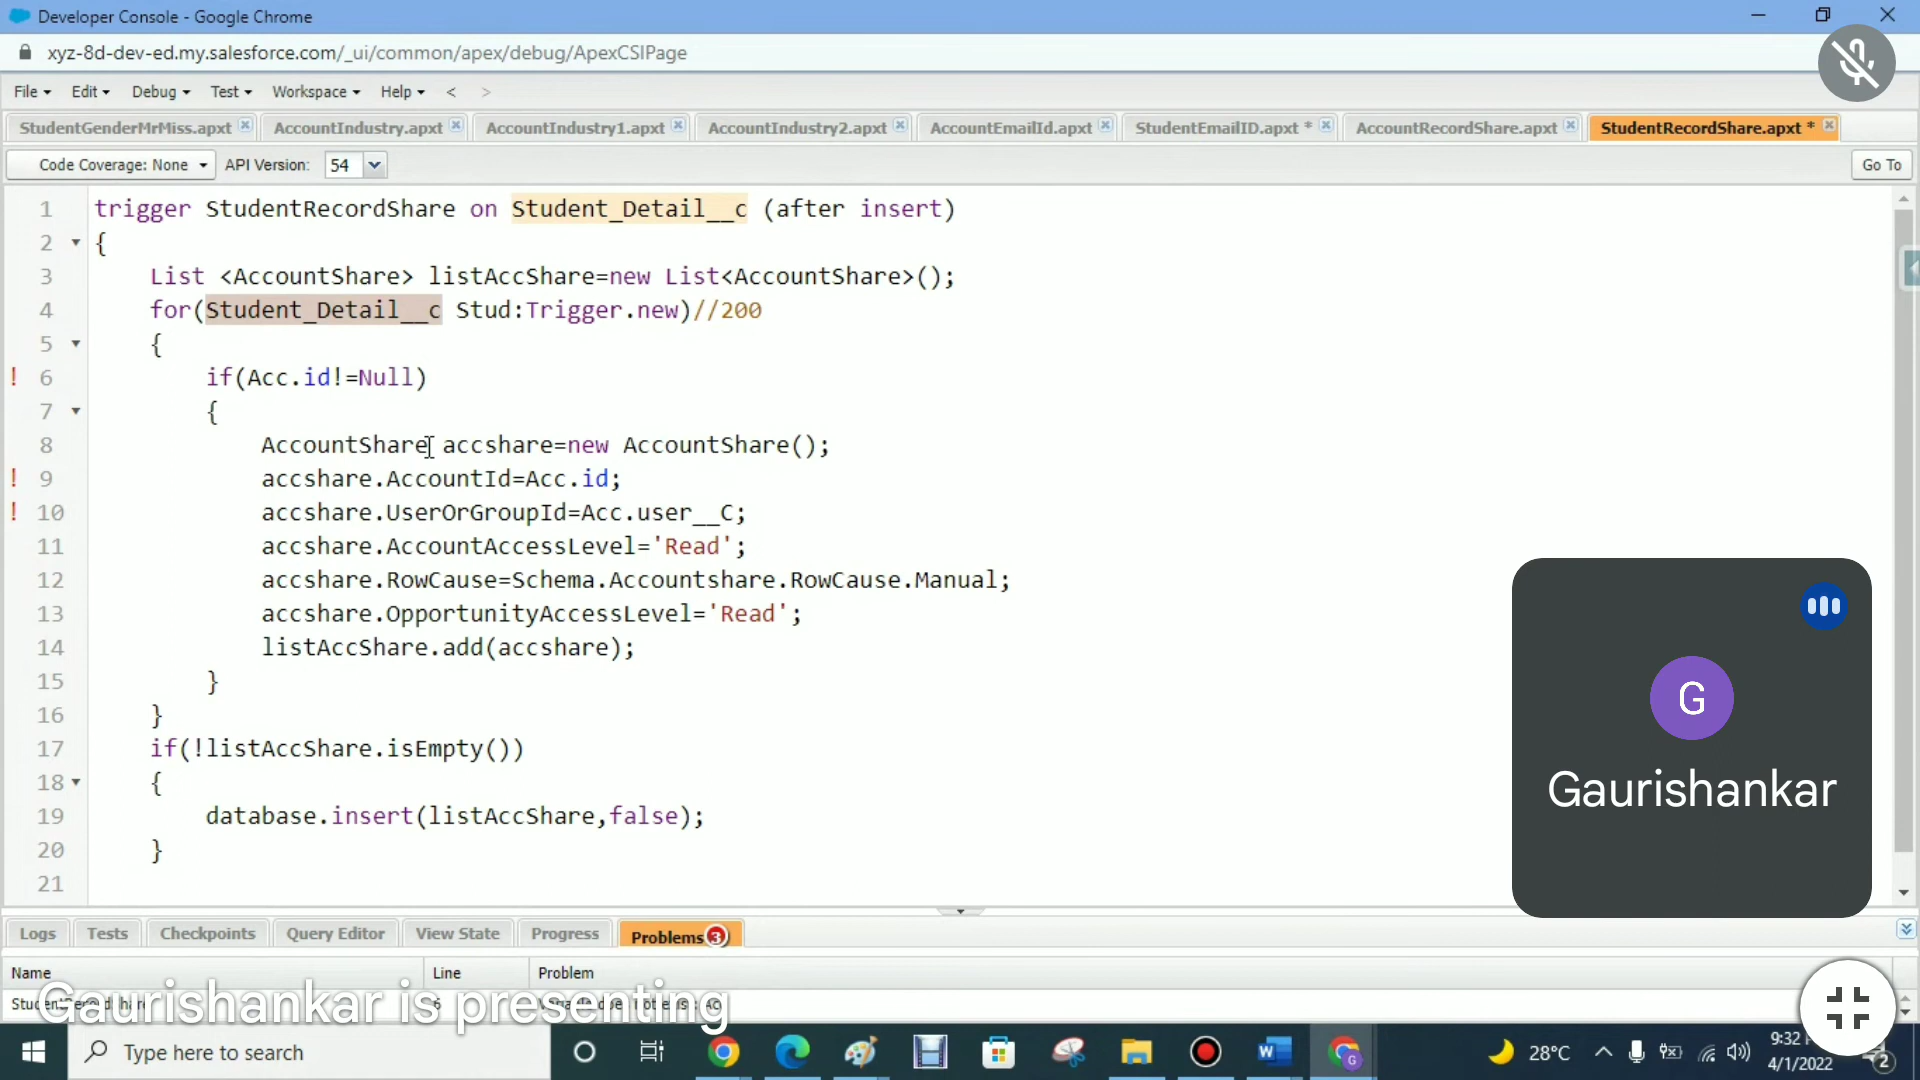 Developer Console - Google Chrome
xyz-8d-dev-ed.my.salesforce.com/_ui/common/apex/debug/ApexCSIPage
File Edit Debug Test Workspace Help < >
StudentGenderMrMiss.apxt AccountIndustry.apxt AccountIndustry1.apxt AccountIndustry2.apxt AccountEmailId.apxt StudentEmailID.apxt * AccountRecordShare.apxt StudentRecordShare.apxt *
Code Coverage: None API Version: 54 Go To
1 trigger StudentRecordShare on Student_Detail__c (after insert)
2 {
3 List <AccountShare> listAccShare=new List<AccountShare>();
4 for(Student_Detail__c Stud:Trigger.new)//200
5 {
! 6 if(Acc.id!=Null)
7 {
8 AccountShare accshare=new AccountShare();
! 9 accshare.AccountId=Acc.id;
! 10 accshare.UserOrGroupId=Acc.user__C;
11 accshare.AccountAccessLevel='Read';
12 accshare.RowCause=Schema.Accountshare.RowCause.Manual;
13 accshare.OpportunityAccessLevel='Read';
14 listAccShare.add(accshare);
15 }
16 }
17 if(!listAccShare.isEmpty())
18 {
19 database.insert(listAccShare,false);
20 }
21
G
Gaurishankar
Logs Tests Checkpoints Query Editor View State Progress Problems 3
Name Line Problem
Gaurishankar is presenting
Type here to search
28°C
9:32
4/1/2022
2